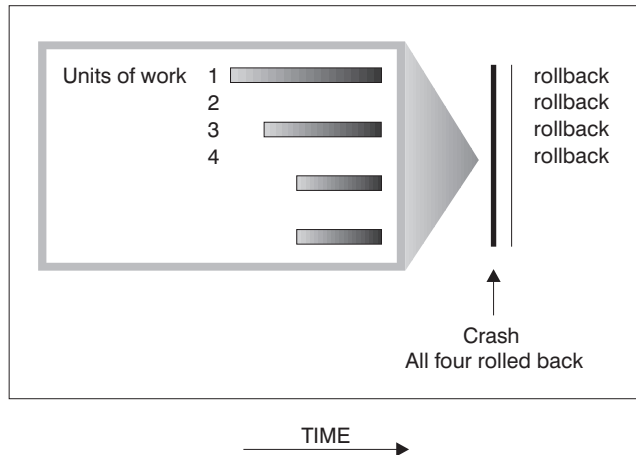 Units of work 1 rollback
2 rollback
3 rollback
4 rollback
Crash
All four rolled back
TIME